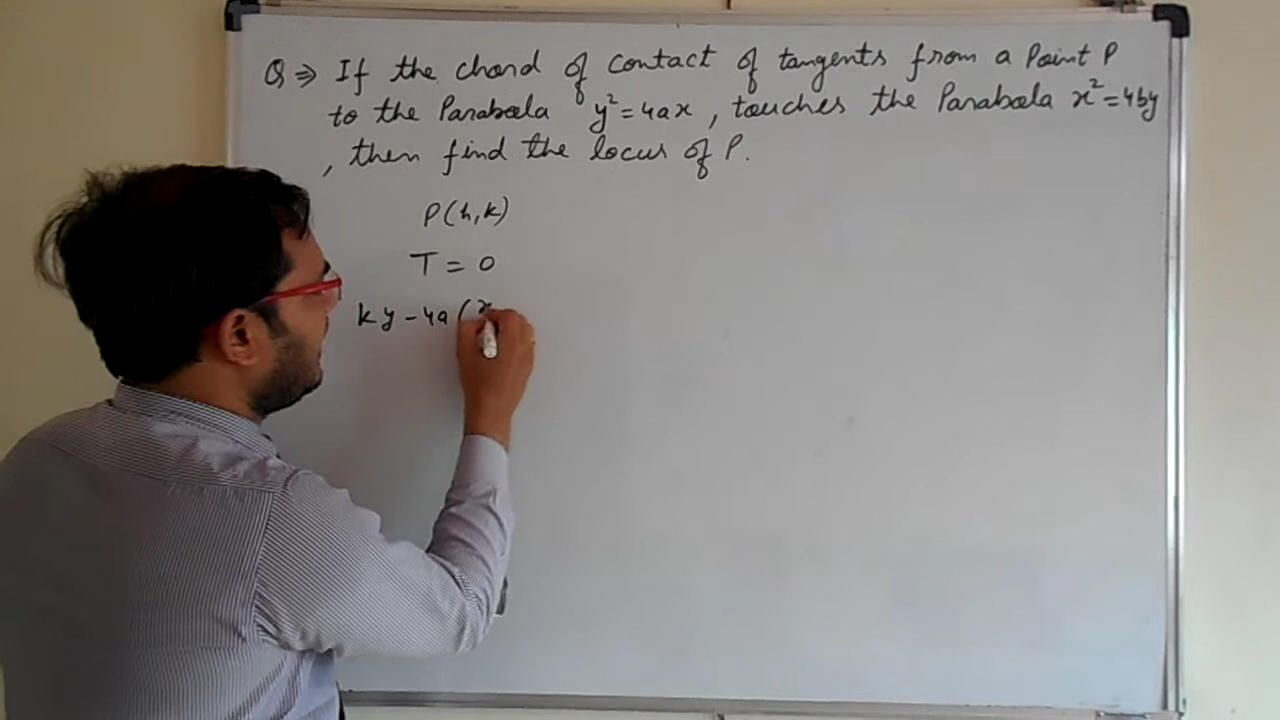 Q ⇒ If the chord of contact of tangents from a Point P
to the Parabola y² = 4ax, touches the Parabola x² = 4by
, then find the locus of P.
P(h,k)
T = 0
ky - 4a(x